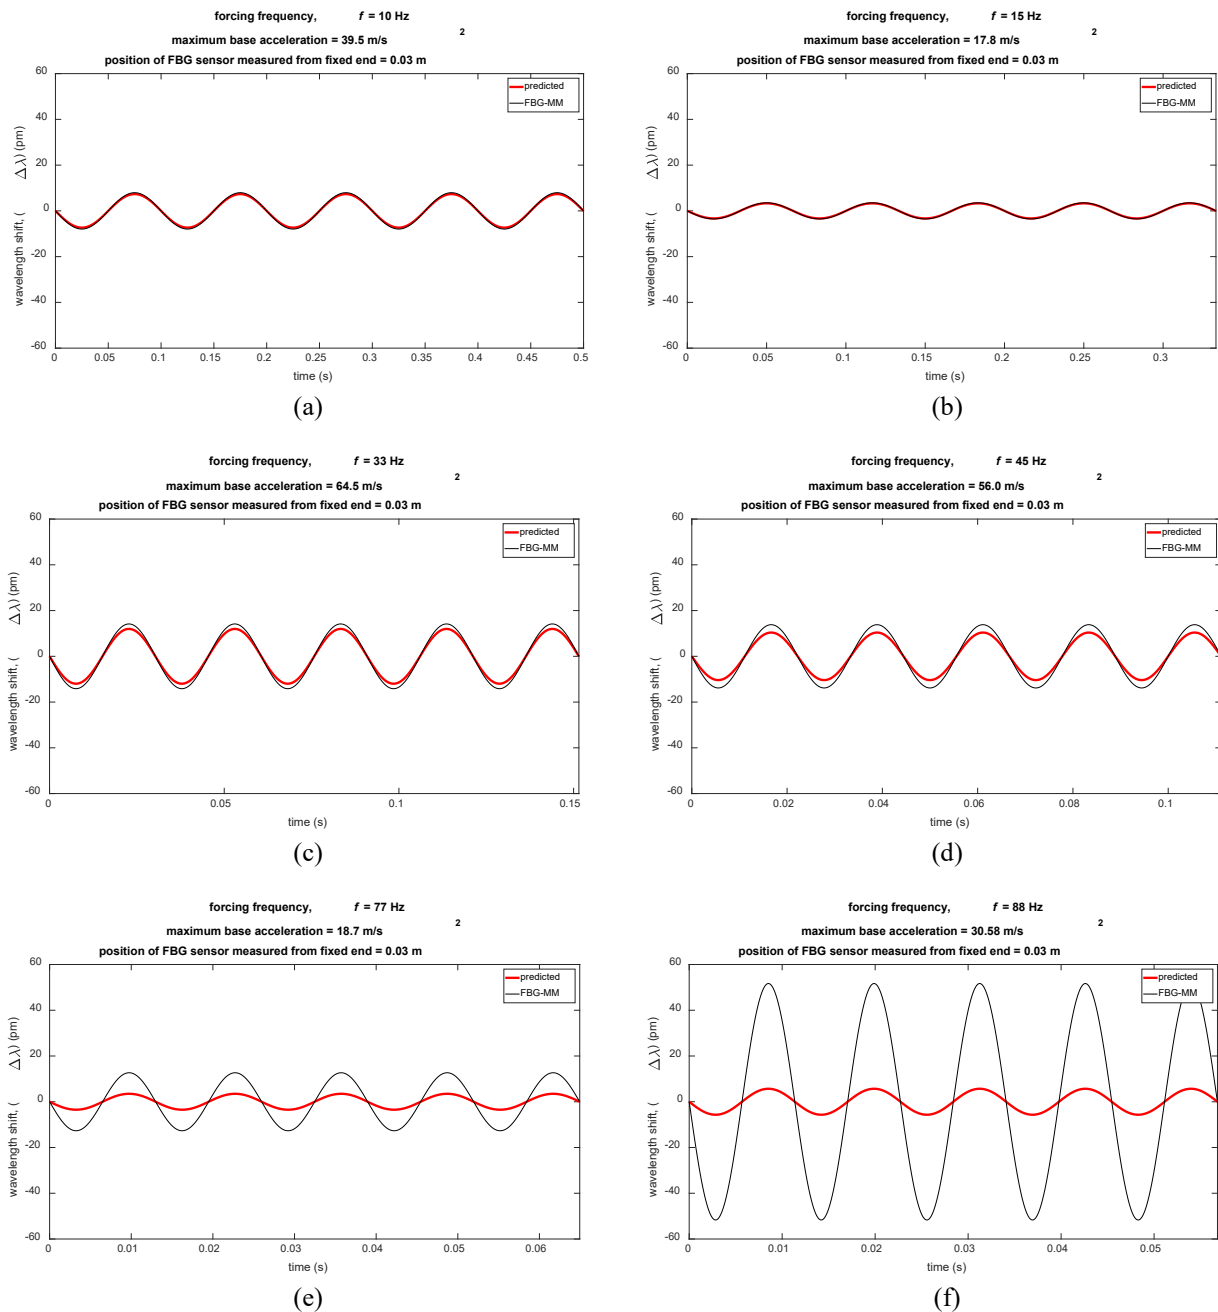 forcing frequency, f = 10 Hz
maximum base acceleration = 39.5 m/s 2
position of FBG sensor measured from fixed end = 0.03 m
predicted
FBG-MM
wavelength shift, ( Δλ) (pm)
60
40
20
0
-20
-40
-60
0 0.05 0.1 0.15 0.2 0.25 0.3 0.35 0.4 0.45 0.5
time (s)
(a)
forcing frequency, f = 15 Hz
maximum base acceleration = 17.8 m/s 2
position of FBG sensor measured from fixed end = 0.03 m
predicted
FBG-MM
wavelength shift, ( Δλ) (pm)
60
40
20
0
-20
-40
-60
0 0.05 0.1 0.15 0.2 0.25 0.3
time (s)
(b)
forcing frequency, f = 33 Hz
maximum base acceleration = 64.5 m/s 2
position of FBG sensor measured from fixed end = 0.03 m
predicted
FBG-MM
wavelength shift, ( Δλ) (pm)
60
40
20
0
-20
-40
-60
0 0.05 0.1 0.15
time (s)
(c)
forcing frequency, f = 45 Hz
maximum base acceleration = 56.0 m/s 2
position of FBG sensor measured from fixed end = 0.03 m
predicted
FBG-MM
wavelength shift, ( Δλ) (pm)
60
40
20
0
-20
-40
-60
0 0.02 0.04 0.06 0.08 0.1
time (s)
(d)
forcing frequency, f = 77 Hz
maximum base acceleration = 18.7 m/s 2
position of FBG sensor measured from fixed end = 0.03 m
predicted
FBG-MM
wavelength shift, ( Δλ) (pm)
60
40
20
0
-20
-40
-60
0 0.01 0.02 0.03 0.04 0.05 0.06
time (s)
(e)
forcing frequency, f = 88 Hz
maximum base acceleration = 30.58 m/s 2
position of FBG sensor measured from fixed end = 0.03 m
predicted
FBG-MM
wavelength shift, ( Δλ) (pm)
60
40
20
0
-20
-40
-60
0 0.01 0.02 0.03 0.04 0.05
time (s)
(f)